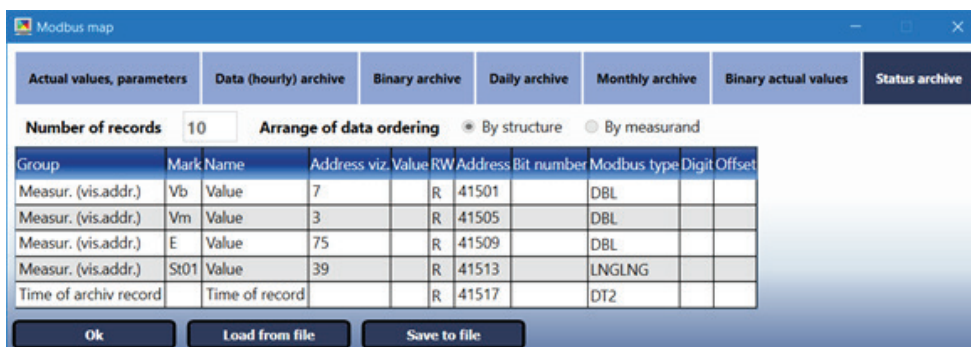 Modbus map
Actual values, parameters Data (hourly) archive Binary archive Daily archive Monthly archive Binary actual values Status archive
Number of records 10 Arrange of data ordering By structure By measurand
Group Mark Name Address viz. Value RW Address Bit number Modbus type Digit Offset
Measur. (vis.addr.) Vb Value 7 R 41501 DBL
Measur. (vis.addr.) Vm Value 3 R 41505 DBL
Measur. (vis.addr.) E Value 75 R 41509 DBL
Measur. (vis.addr.) St01 Value 39 R 41513 LNGLNG
Time of archiv record Time of record R 41517 DT2
Ok Load from file Save to file